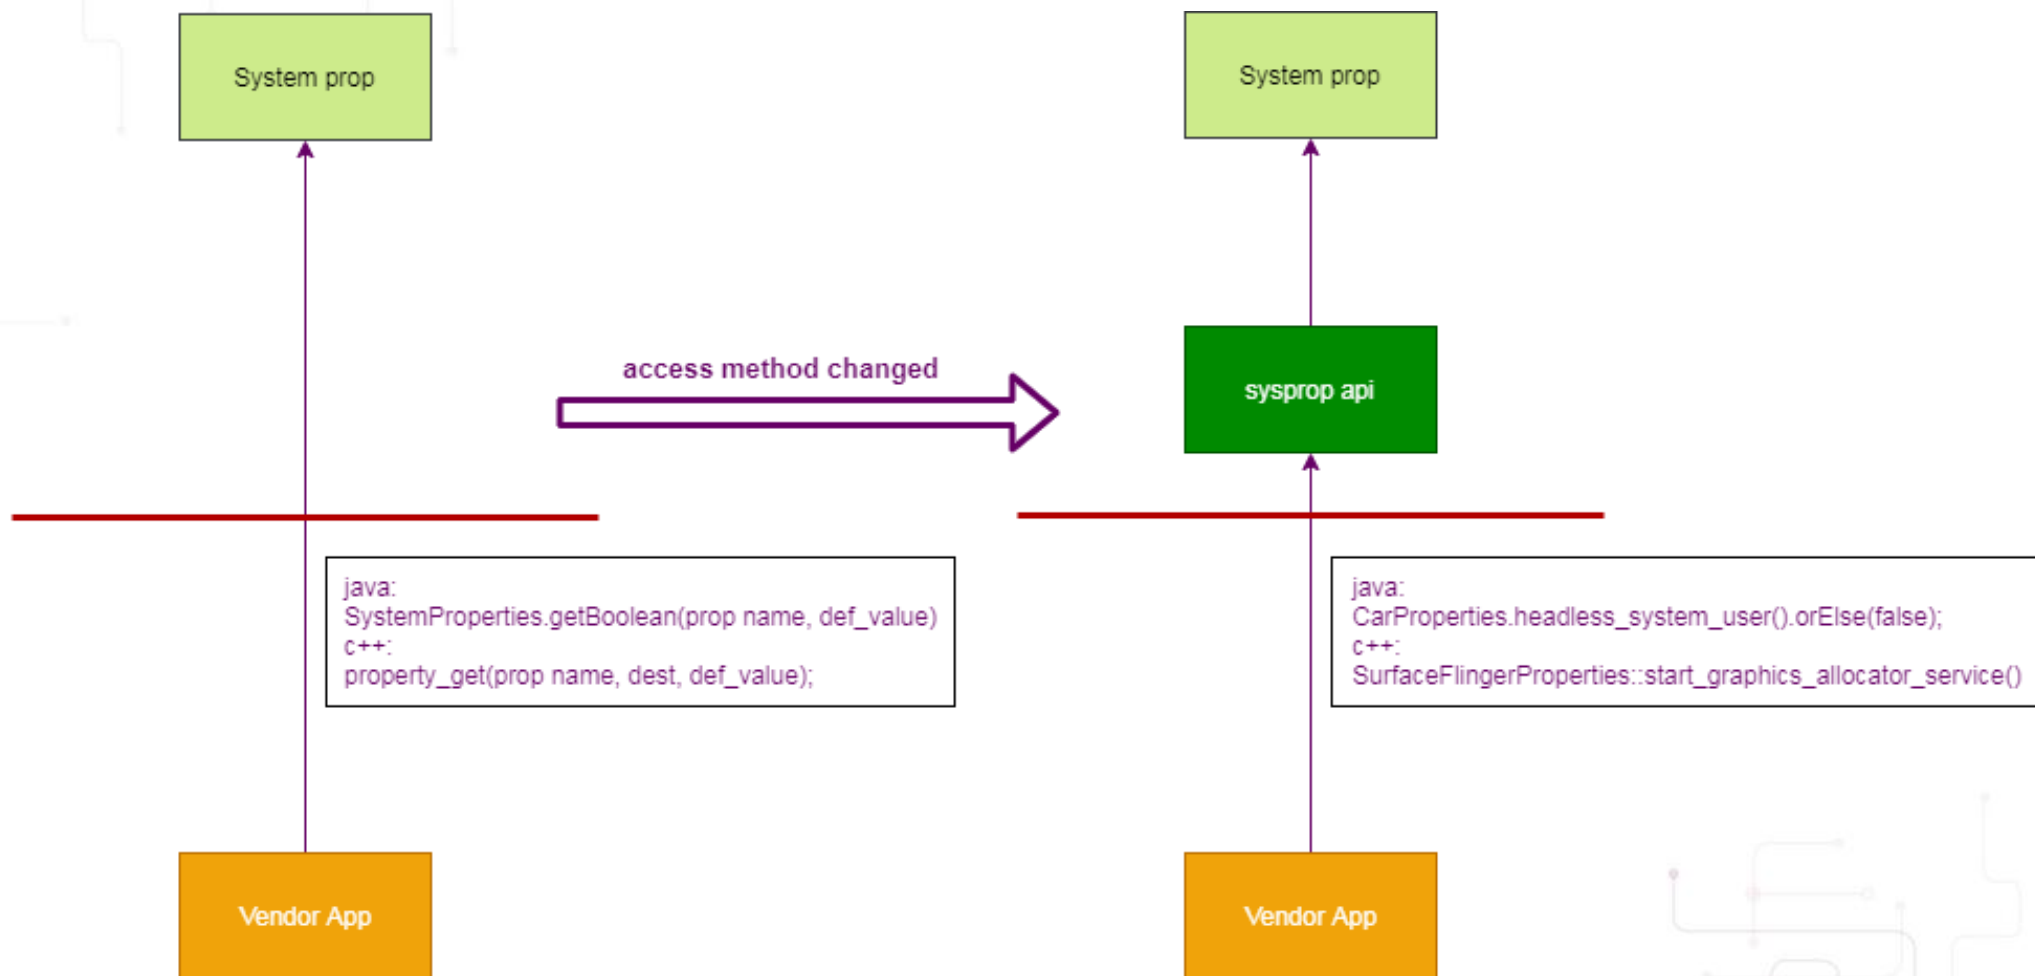 System prop
System prop
access method changed
sysprop api
java:
SystemProperties.getBoolean(prop name, def_value)
c++:
property_get(prop name, dest, def_value);
java:
CarProperties.headless_system_user().orElse(false);
c++:
SurfaceFlingerProperties::start_graphics_allocator_service()
Vendor App
Vendor App